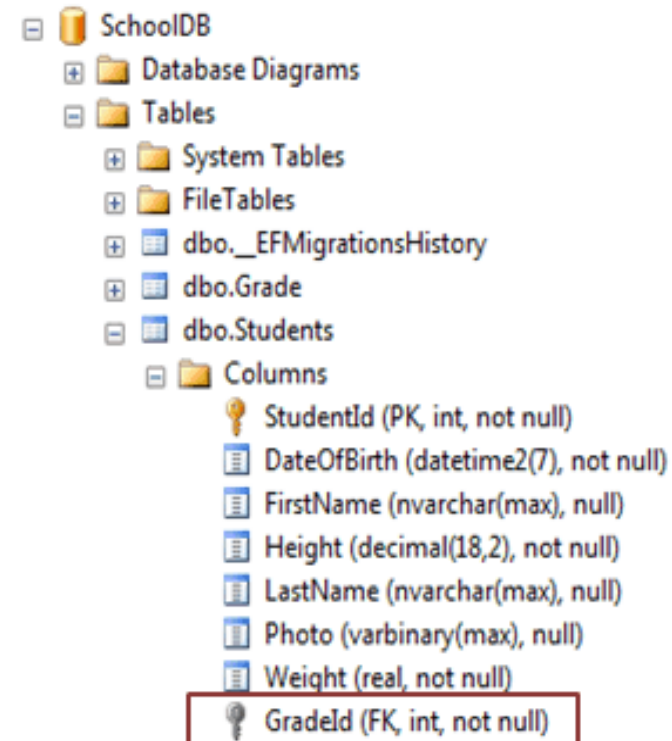 SchoolDB
Database Diagrams
Tables
System Tables
FileTables
dbo.__EFMigrationsHistory
dbo.Grade
dbo.Students
Columns
StudentId (PK, int, not null)
DateOfBirth (datetime2(7), not null)
FirstName (nvarchar(max), null)
Height (decimal(18,2), not null)
LastName (nvarchar(max), null)
Photo (varbinary(max), null)
Weight (real, not null)
GradeId (FK, int, not null)